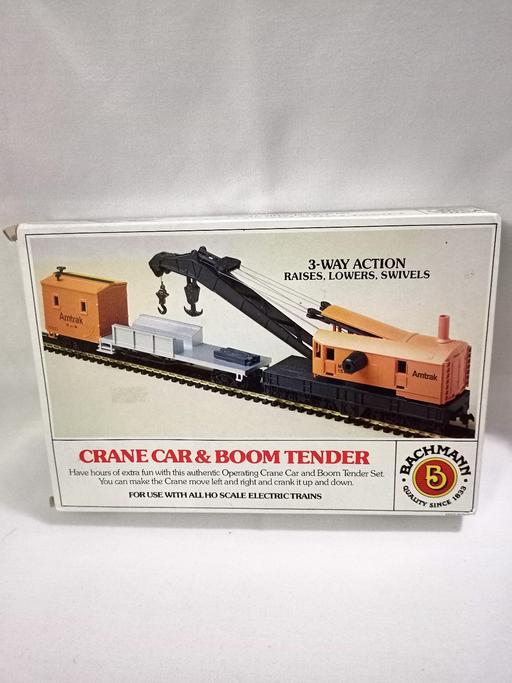 3-WAY ACTION
RAISES, LOWERS, SWIVELS
Amtrak
Amtrak
CRANE CAR & BOOM TENDER
Have hours of extra fun with this authentic Operating Crane Car and Boom Tender Set.
You can make the Crane move left and right and crank it up and down.
FOR USE WITH ALL HO SCALE ELECTRIC TRAINS
BACHMANN
B
QUALITY SINCE 1833